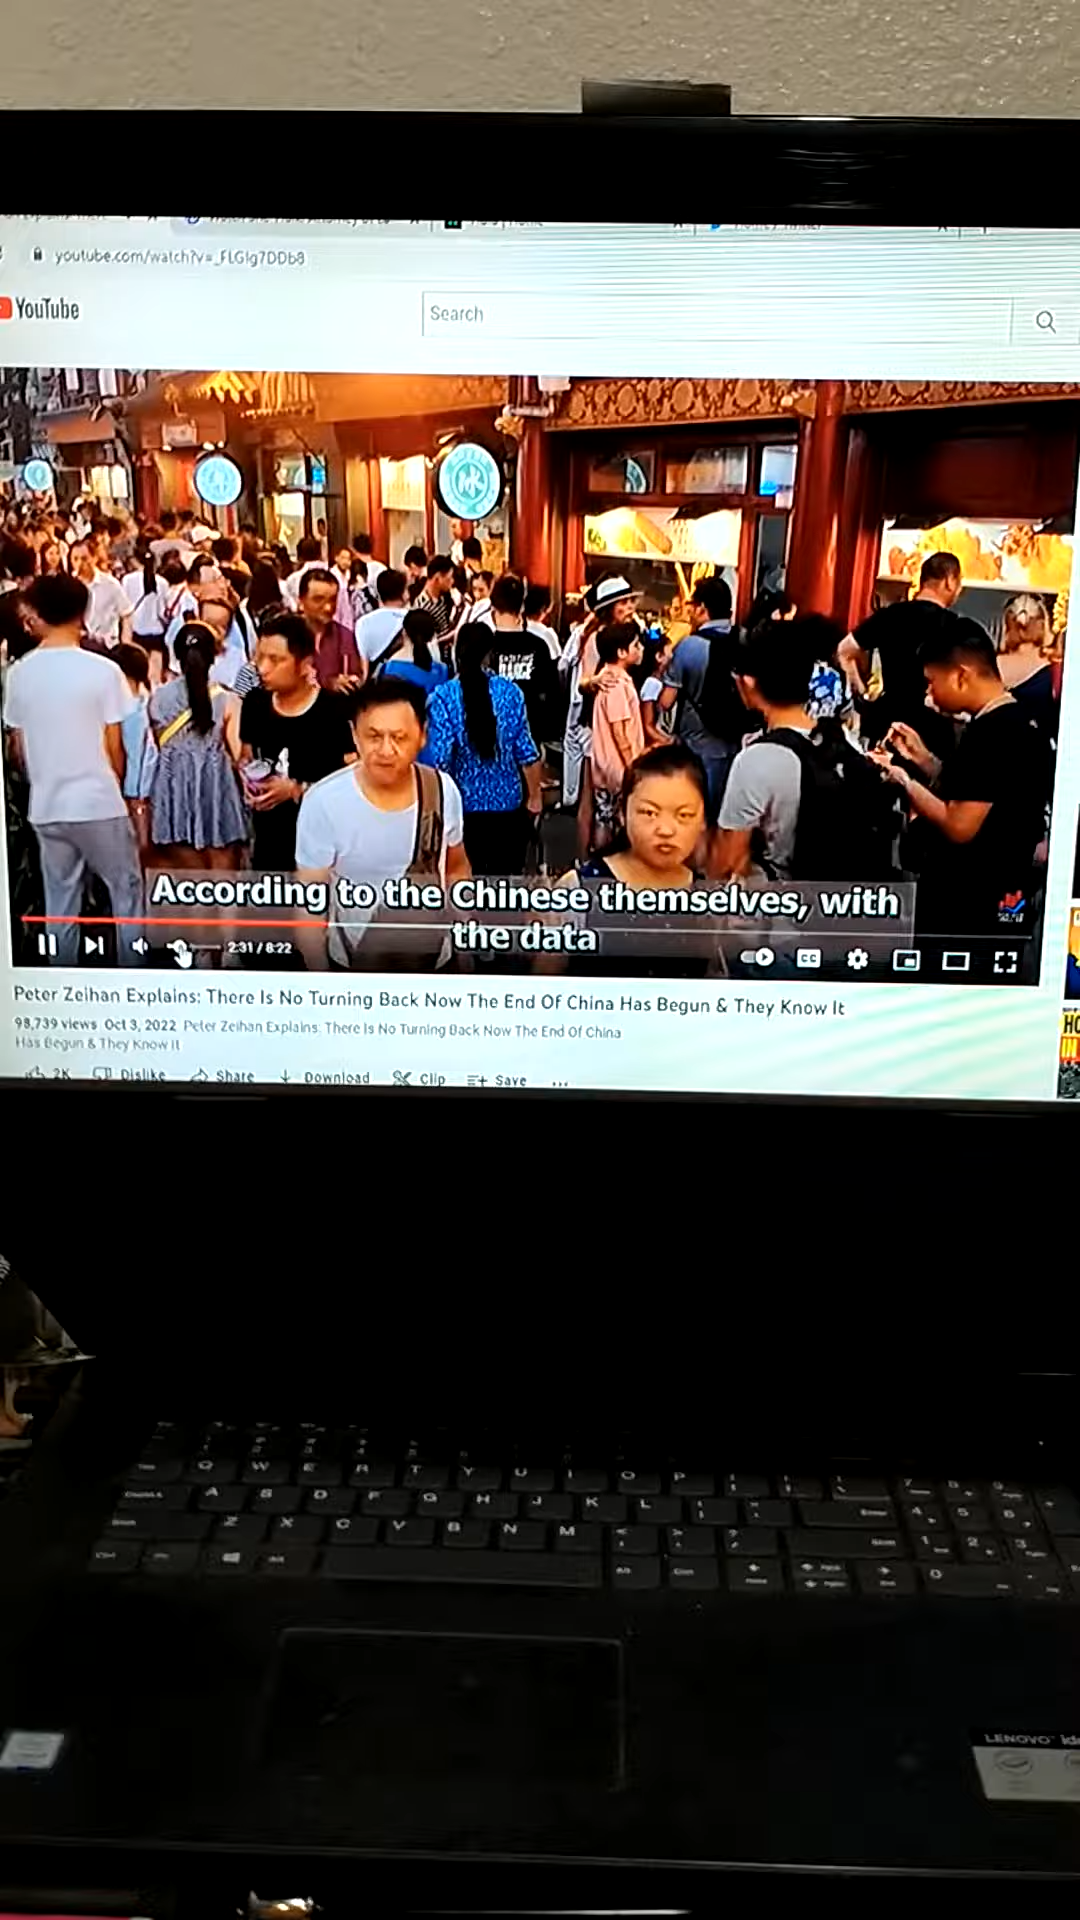 youtube.com/watch?v=_FLGIg7DDb8
YouTube
Search
According to the Chinese themselves, with
the data
2:31 / 8:22
CC
Peter Zeihan Explains: There Is No Turning Back Now The End Of China Has Begun & They Know It
98,739 views Oct 3, 2022 Peter Zeihan Explains: There Is No Turning Back Now The End Of China
Has Begun & They Know It
2K Dislike Share Download Clip Save ...
Q W E R T Y U I O P
A S D F G H J K L
Z X C V B N M
LENOVO